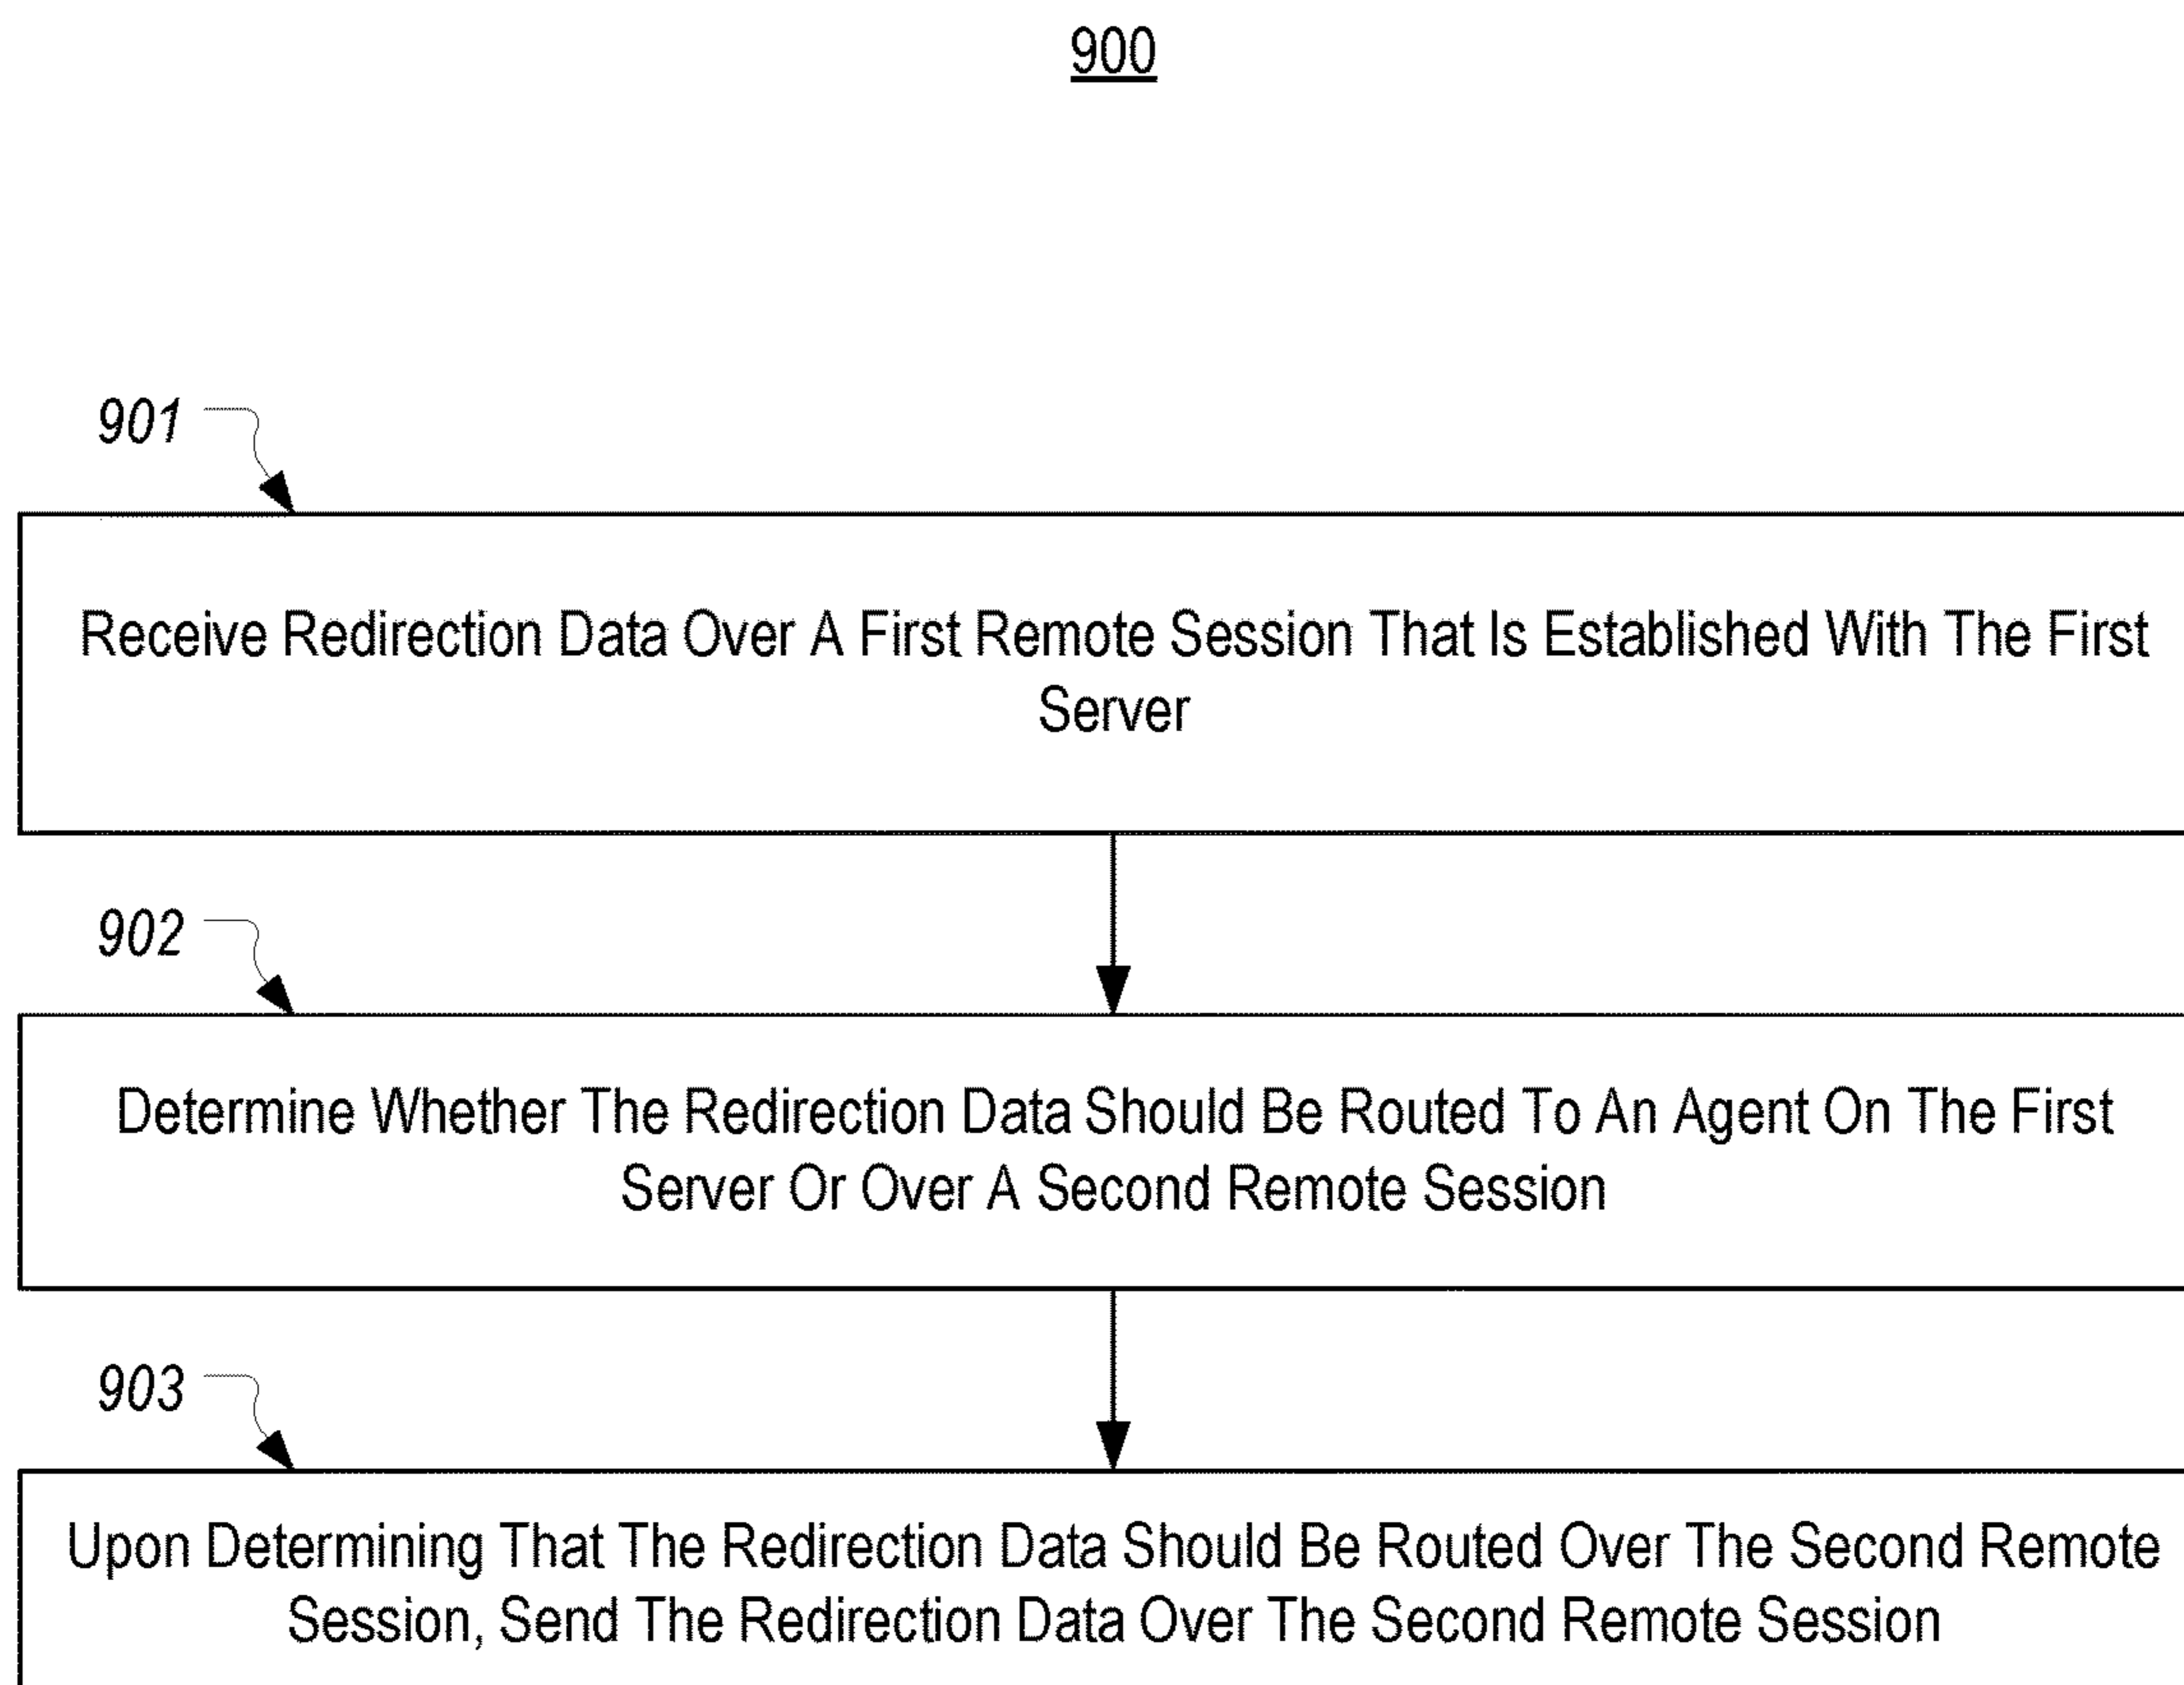 900
901
Receive Redirection Data Over A First Remote Session That Is Established With The First
Server
902
Determine Whether The Redirection Data Should Be Routed To An Agent On The First
Server Or Over A Second Remote Session
903
Upon Determining That The Redirection Data Should Be Routed Over The Second Remote
Session, Send The Redirection Data Over The Second Remote Session